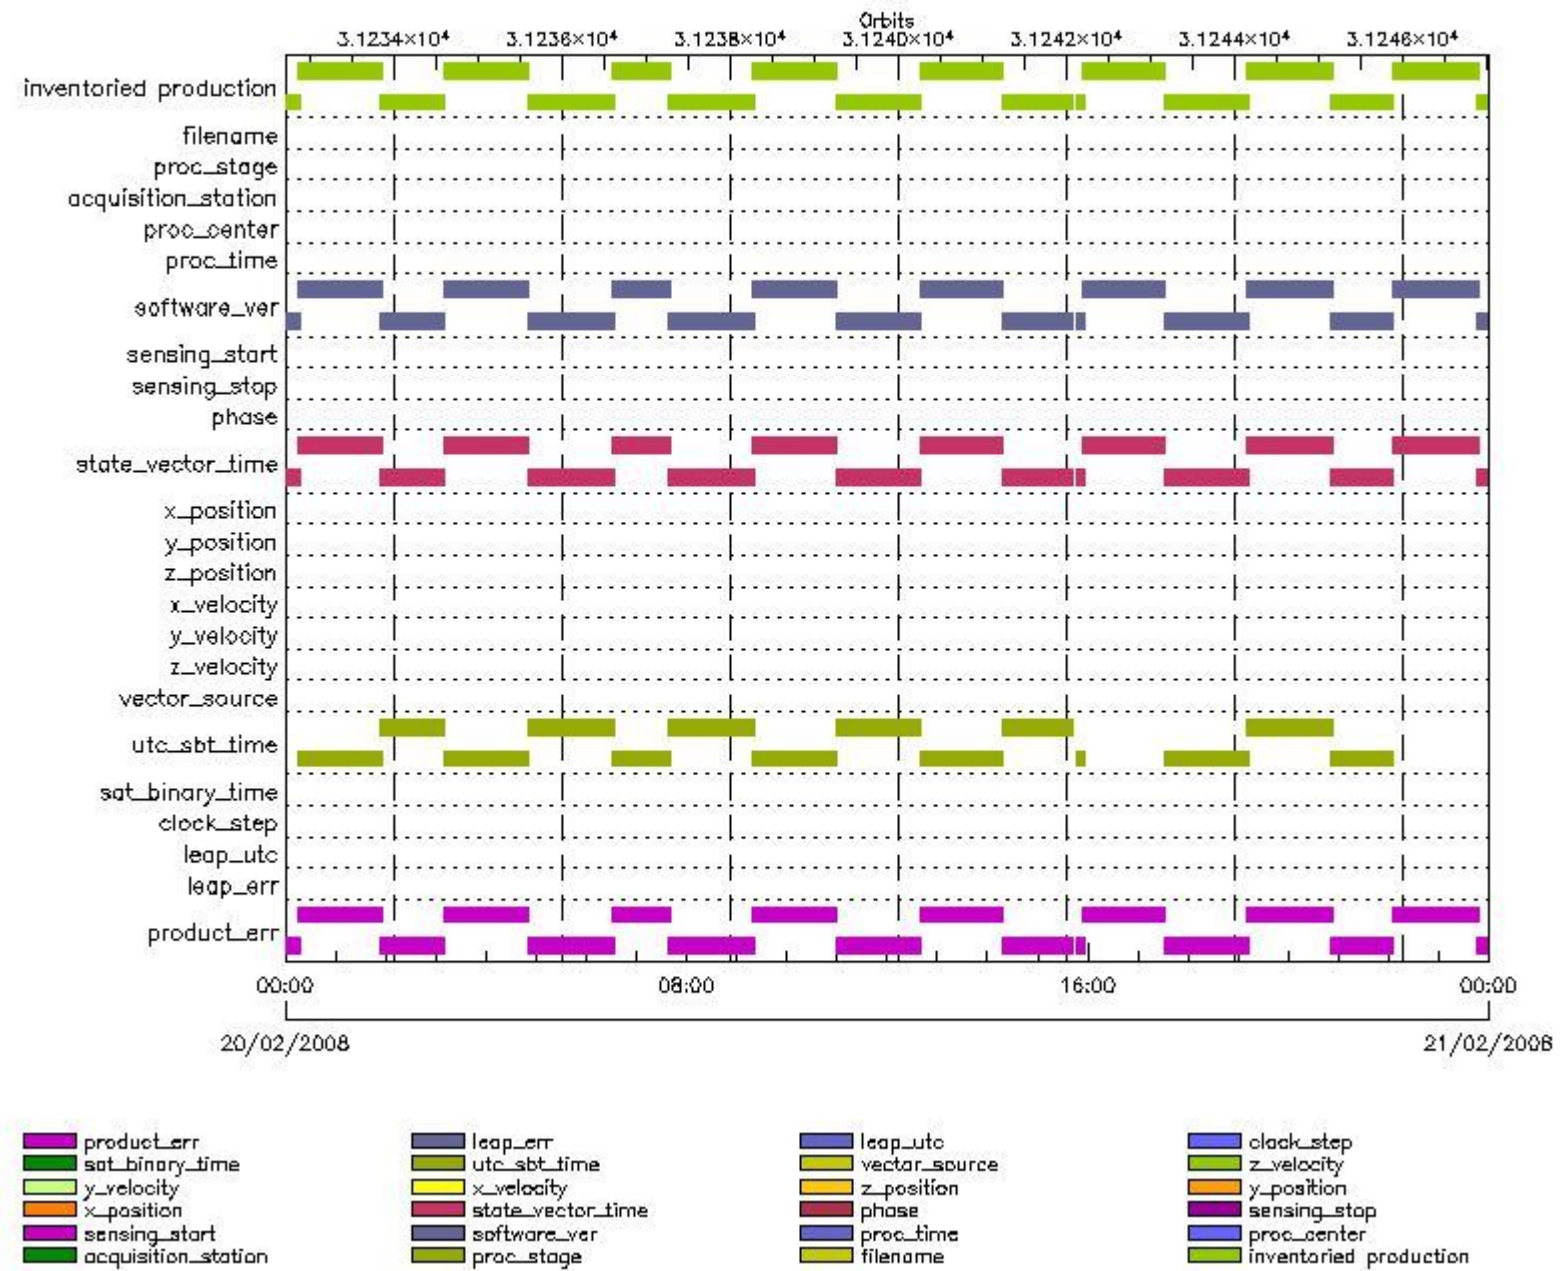 Orbits
3.1234×10⁴ 3.1236×10⁴ 3.1238×10⁴ 3.1240×10⁴ 3.1242×10⁴ 3.1244×10⁴ 3.1246×10⁴
inventoried production
filename
proc_stage
acquisition_station
proc_center
proc_time
software_ver
sensing_start
sensing_stop
phase
state_vector_time
x_position
y_position
z_position
x_velocity
y_velocity
z_velocity
vector_source
utc_sbt_time
sat_binary_time
clock_step
leap_utc
leap_err
product_err
00:00 08:00 16:00 00:00
20/02/2008 21/02/2008
product_err leap_err leap_utc clock_step
sat_binary_time utc_sbt_time vector_source z_velocity
y_velocity x_velocity z_position y_position
x_position state_vector_time phase sensing_stop
sensing_start software_ver proc_time proc_center
acquisition_station proc_stage filename inventoried production